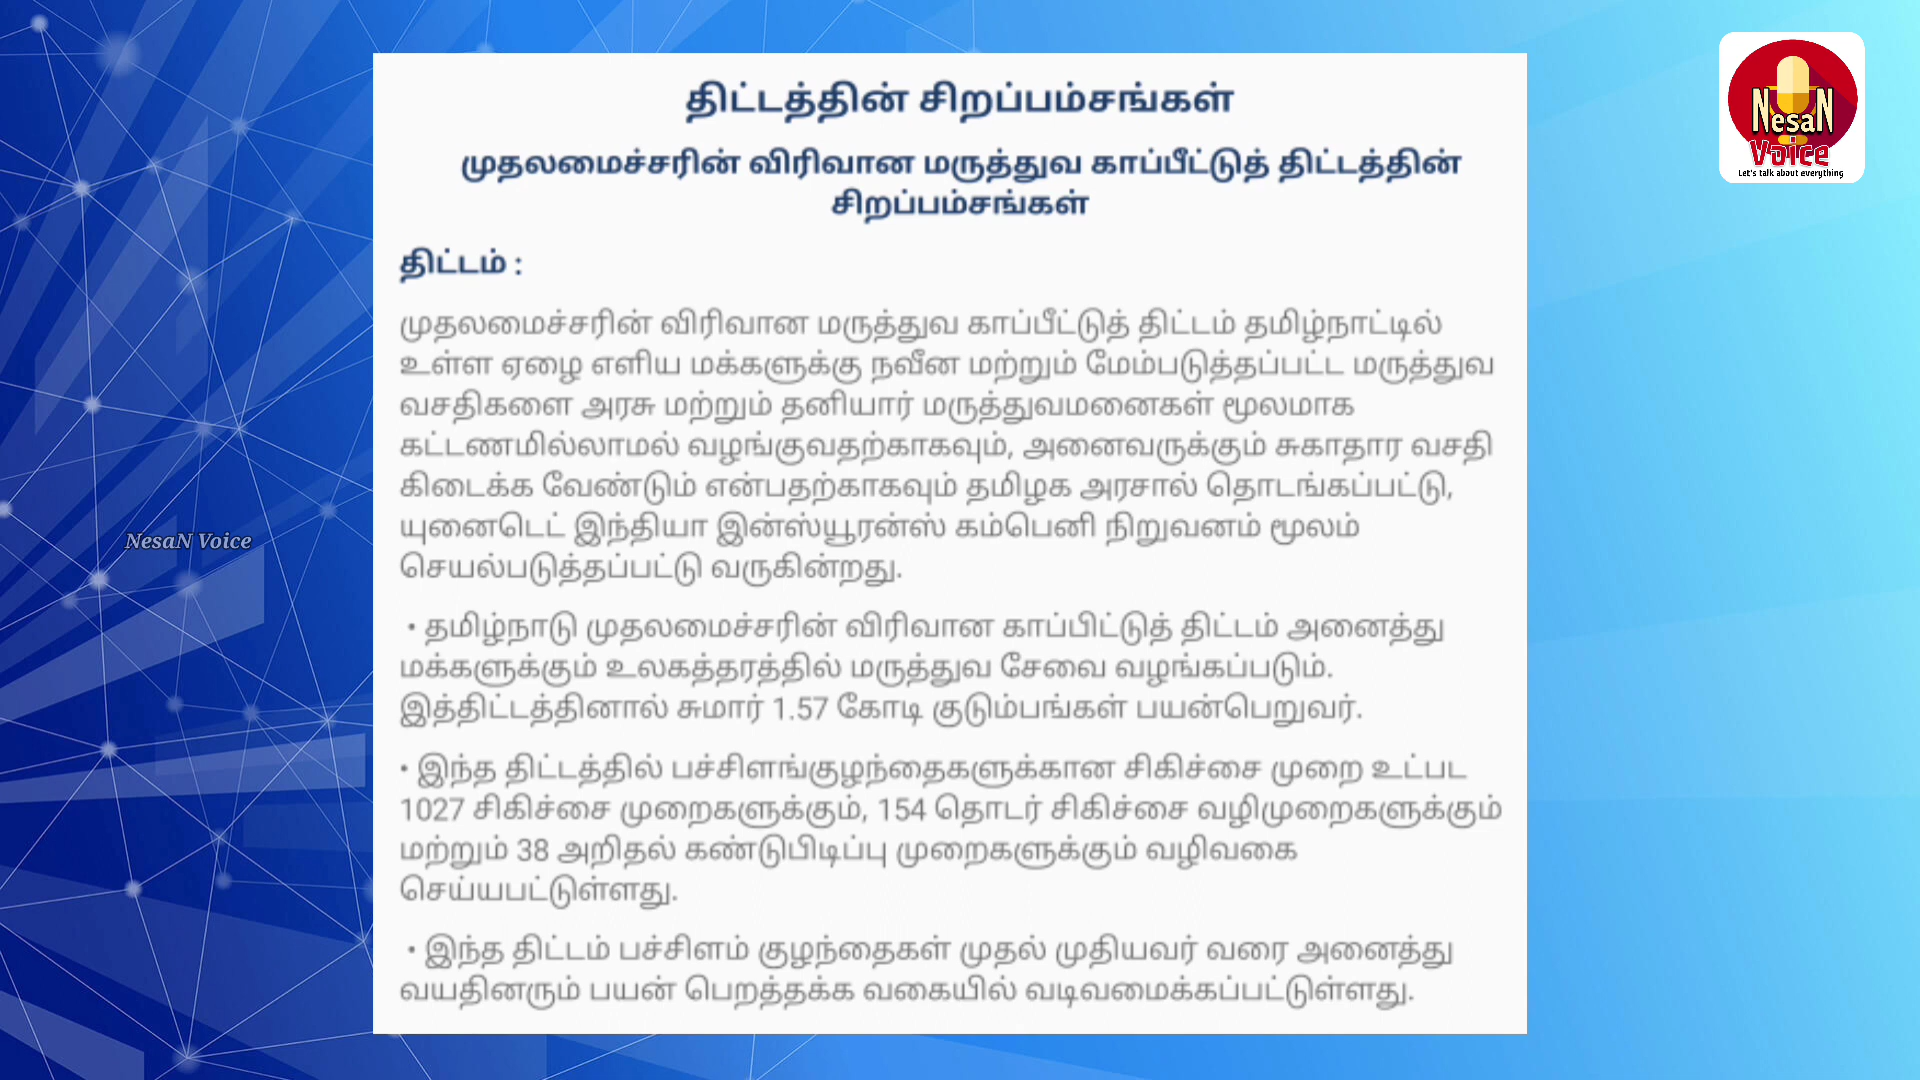 திட்டத்தின் சிறப்பம்சங்கள்
முதலமைச்சரின் விரிவான மருத்துவ காப்பீட்டுத் திட்டத்தின்
சிறப்பம்சங்கள்
திட்டம் :
முதலமைச்சரின் விரிவான மருத்துவ காப்பீட்டுத் திட்டம் தமிழ்நாட்டில்
உள்ள ஏழை எளிய மக்களுக்கு நவீன மற்றும் மேம்படுத்தப்பட்ட மருத்துவ
வசதிகளை அரசு மற்றும் தனியார் மருத்துவமனைகள் மூலமாக
கட்டணமில்லாமல் வழங்குவதற்காகவும், அனைவருக்கும் சுகாதார வசதி
கிடைக்க வேண்டும் என்பதற்காகவும் தமிழக அரசால் தொடங்கப்பட்டு,
யுனைடெட் இந்தியா இன்ஸ்யூரன்ஸ் கம்பெனி நிறுவனம் மூலம்
செயல்படுத்தப்பட்டு வருகின்றது.
• தமிழ்நாடு முதலமைச்சரின் விரிவான காப்பிட்டுத் திட்டம் அனைத்து
மக்களுக்கும் உலகத்தரத்தில் மருத்துவ சேவை வழங்கப்படும்.
இத்திட்டத்தினால் சுமார் 1.57 கோடி குடும்பங்கள் பயன்பெறுவர்.
• இந்த திட்டத்தில் பச்சிளங்குழந்தைகளுக்கான சிகிச்சை முறை உட்பட
1027 சிகிச்சை முறைகளுக்கும், 154 தொடர் சிகிச்சை வழிமுறைகளுக்கும்
மற்றும் 38 அறிதல் கண்டுபிடிப்பு முறைகளுக்கும் வழிவகை
செய்யபட்டுள்ளது.
• இந்த திட்டம் பச்சிளம் குழந்தைகள் முதல் முதியவர் வரை அனைத்து
வயதினரும் பயன் பெறத்தக்க வகையில் வடிவமைக்கப்பட்டுள்ளது.
NesaN Voice
NesaN
Voice
Let's talk about everything